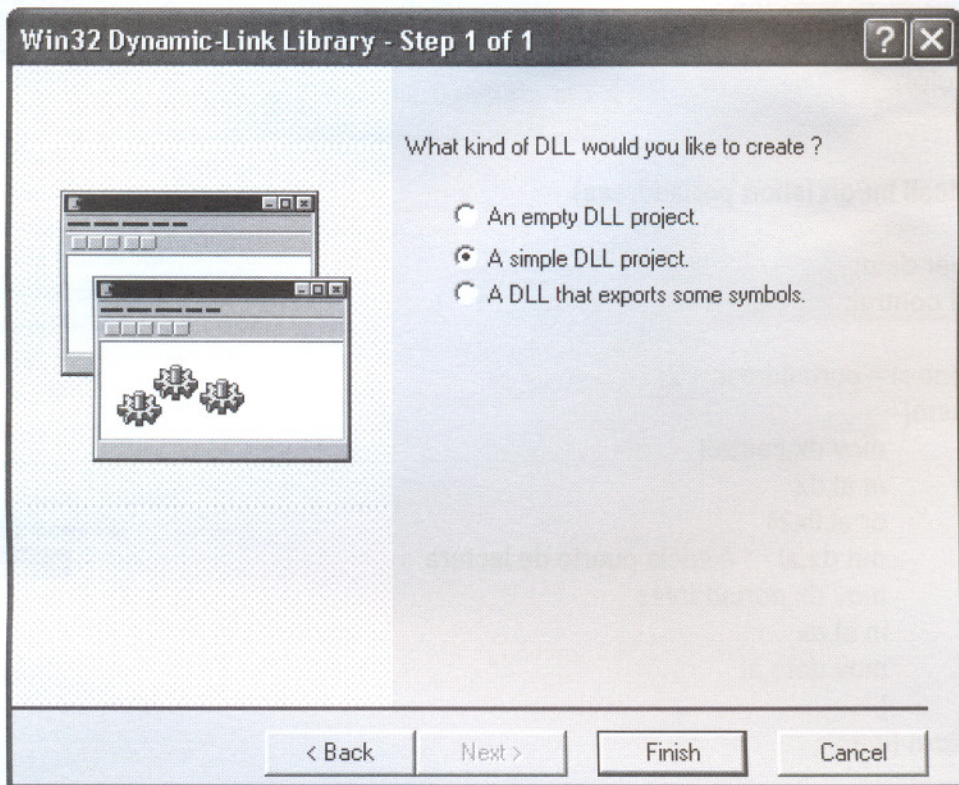 Win32 Dynamic-Link Library - Step 1 of 1
What kind of DLL would you like to create ?
An empty DLL project.
A simple DLL project.
A DLL that exports some symbols.
< Back
Next >
Finish
Cancel